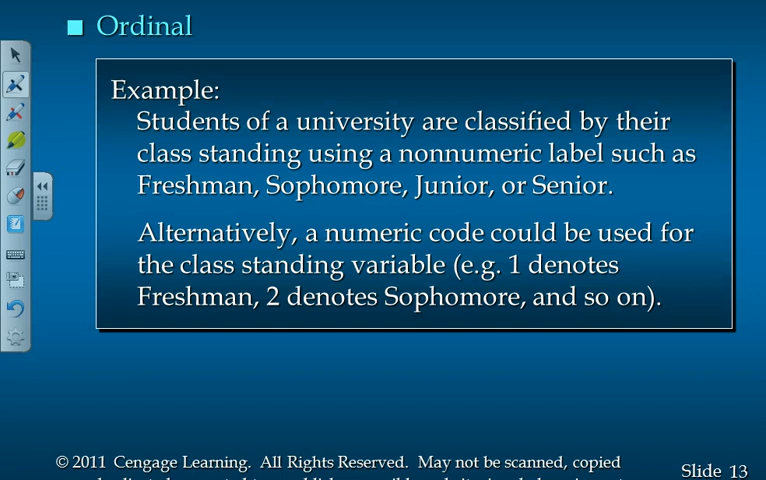 Ordinal
Example:
Students of a university are classified by their
class standing using a nonnumeric label such as
Freshman, Sophomore, Junior, or Senior.
Alternatively, a numeric code could be used for
the class standing variable (e.g. 1 denotes
Freshman, 2 denotes Sophomore, and so on).
© 2011 Cengage Learning. All Rights Reserved. May not be scanned, copied
Slide 13